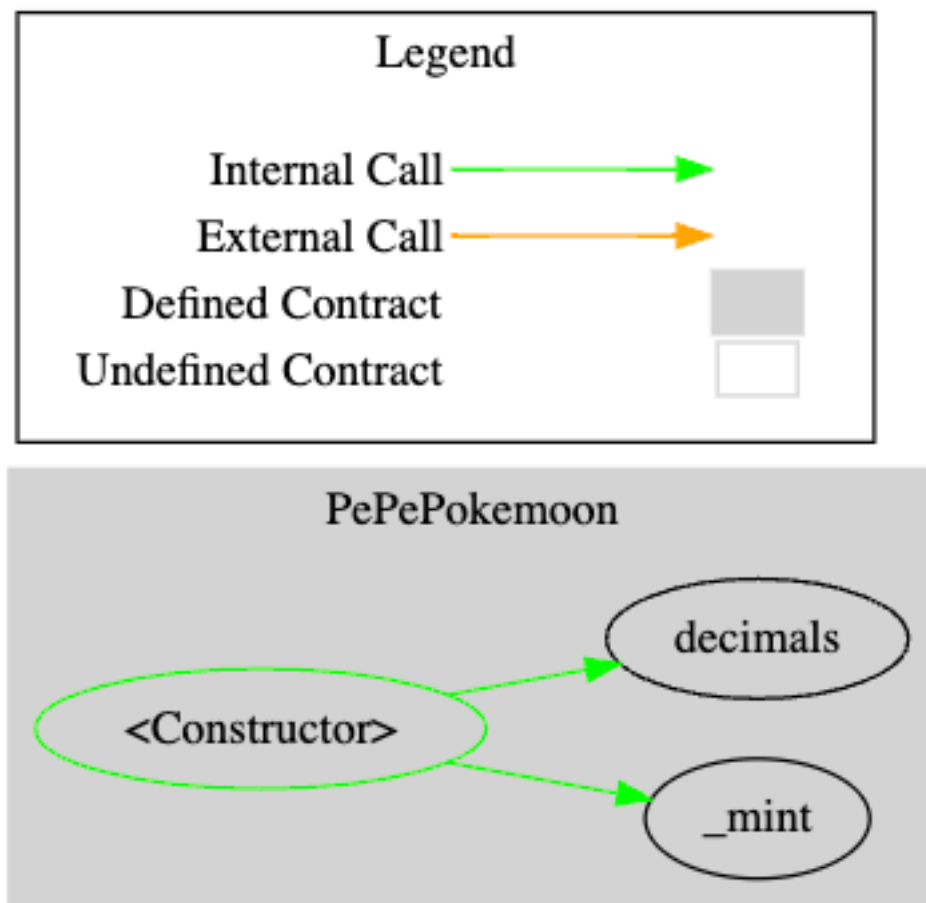 Legend
Internal Call
External Call
Defined Contract
Undefined Contract
PePePokemoon
decimals
<Constructor>
_mint